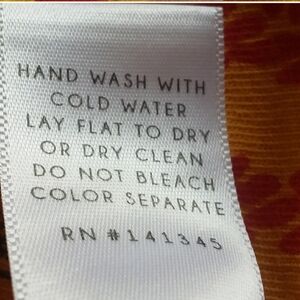 HAND WASH WITH
COLD WATER
LAY FLAT TO DRY
OR DRY CLEAN
DO NOT BLEACH
COLOR SEPARATE
RN #141345